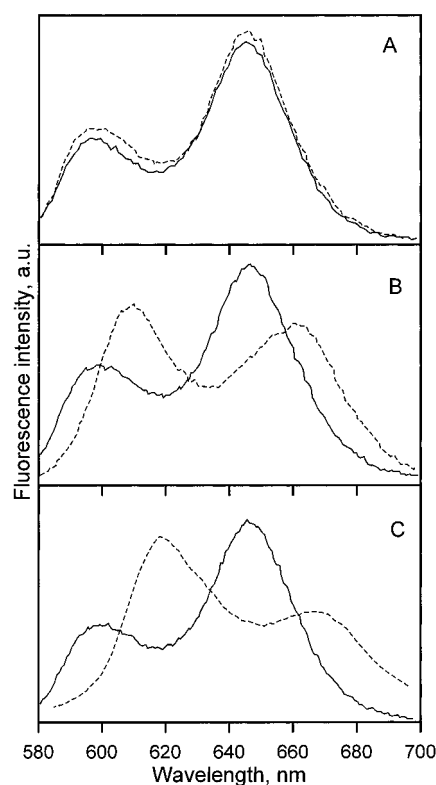 A
B
C
Fluorescence intensity, a.u.
580 600 620 640 660 680 700
Wavelength, nm